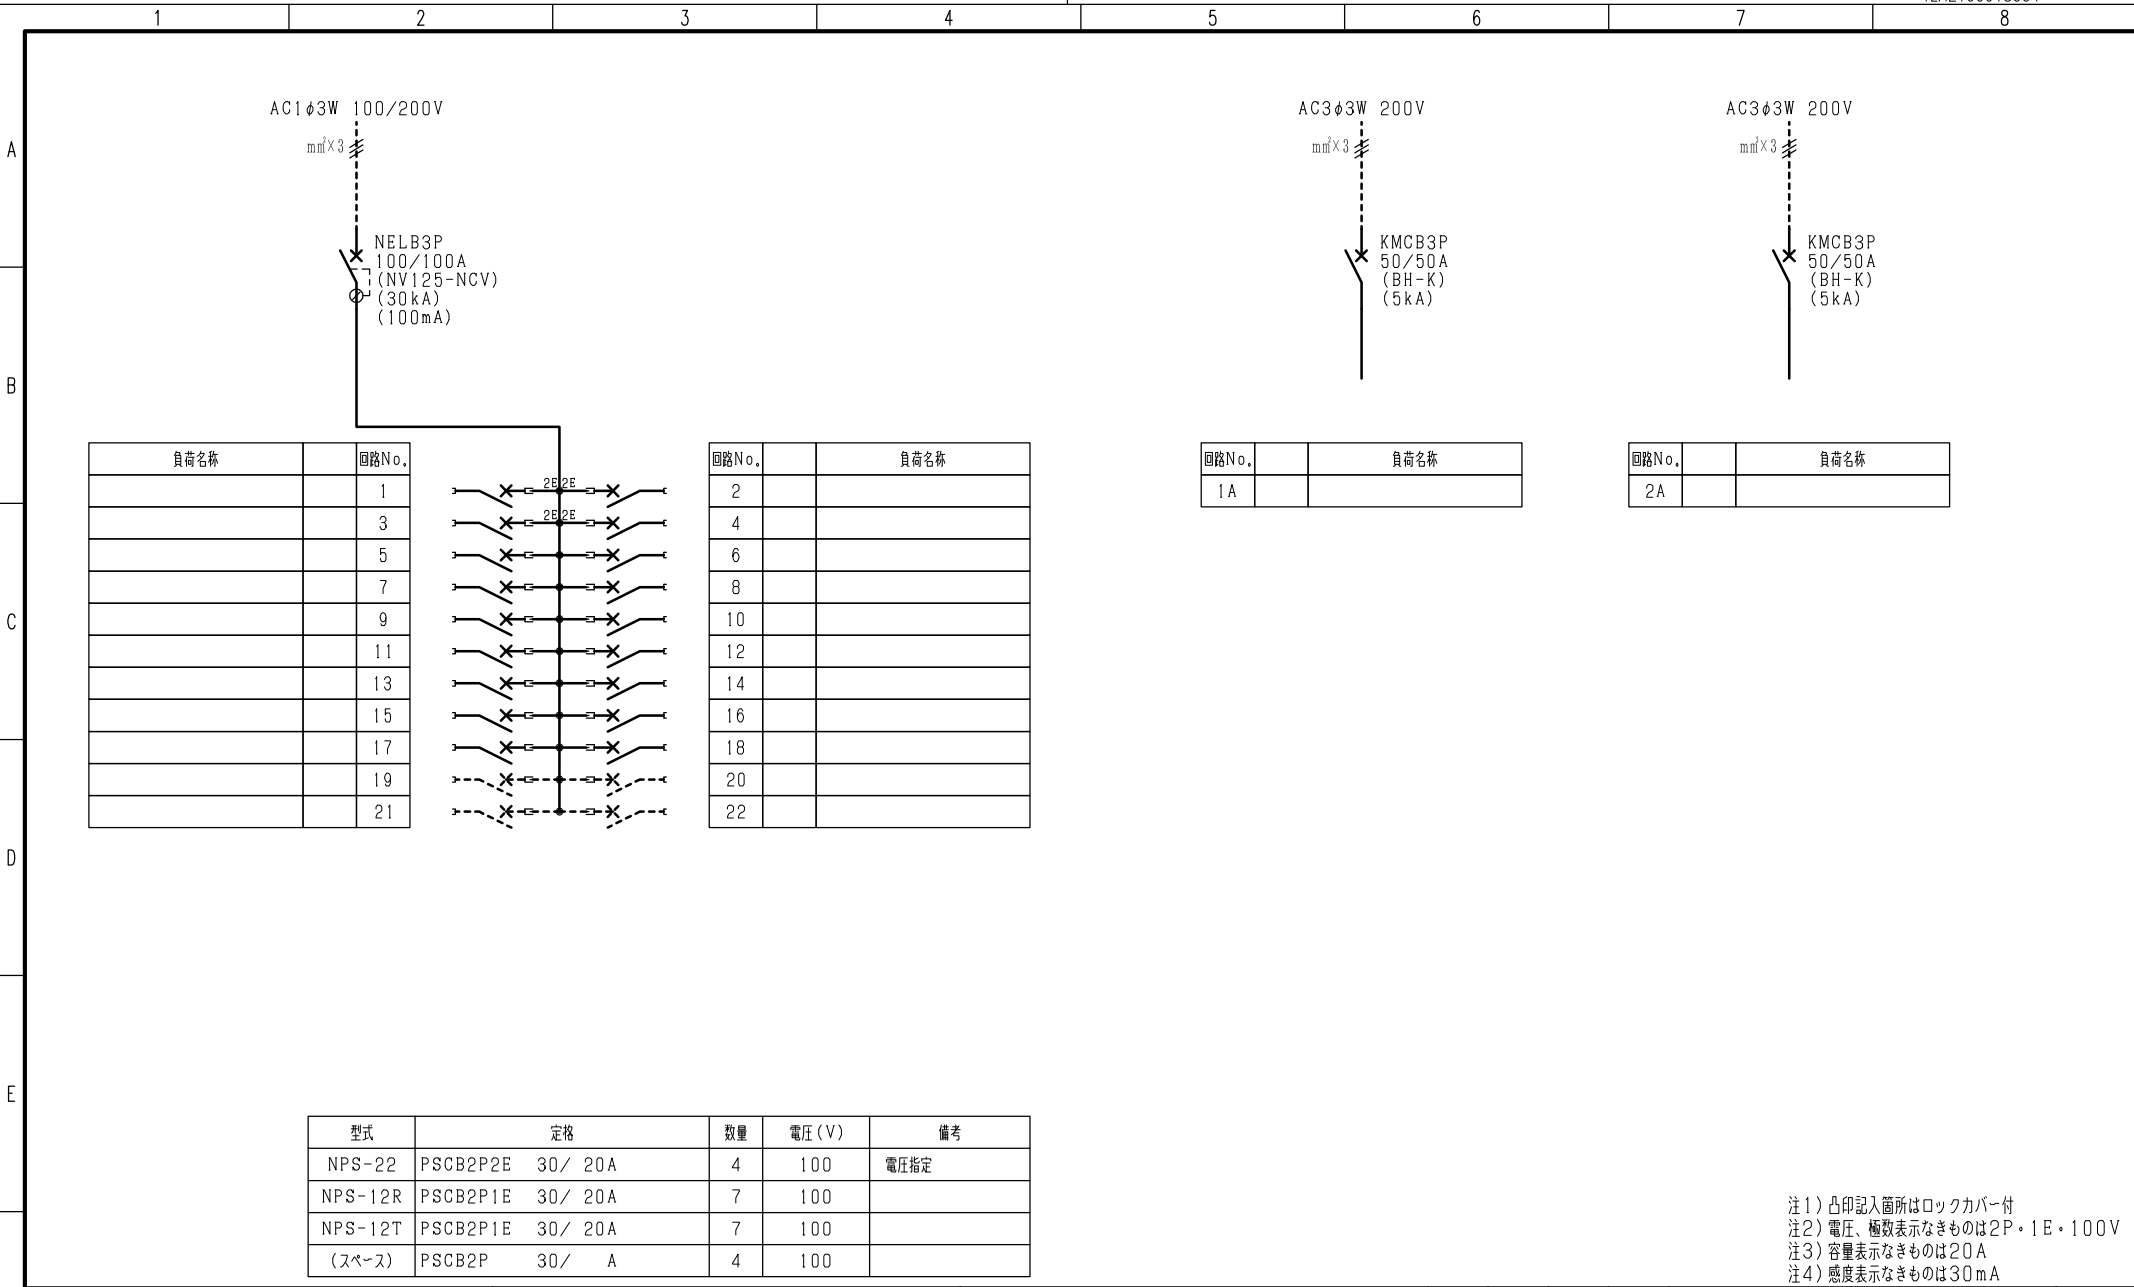 1 2 3 4 5 6 7 8
A
B
C
D
E
AC1φ3W 100/200V
mm²×3
NELB3P
100/100A
(NV125-NCV)
(30kA)
(100mA)
AC3φ3W 200V
mm²×3
KMCB3P
50/50A
(BH-K)
(5kA)
AC3φ3W 200V
mm²×3
KMCB3P
50/50A
(BH-K)
(5kA)
負荷名称 回路No. 回路No. 負荷名称
1 2E 2E 2
3 2E 2E 4
5 6
7 8
9 10
11 12
13 14
15 16
17 18
19 20
21 22
回路No. 負荷名称
1A
回路No. 負荷名称
2A
型式 定格 数量 電圧(V) 備考
NPS-22 PSCB2P2E 30/ 20A 4 100 電圧指定
NPS-12R PSCB2P1E 30/ 20A 7 100
NPS-12T PSCB2P1E 30/ 20A 7 100
(スペース) PSCB2P 30/ A 4 100
注1)凸印記入箇所はロックカバー付
注2)電圧、極数表示なきものは2P・1E・100V
注3)容量表示なきものは20A
注4)感度表示なきものは30mA